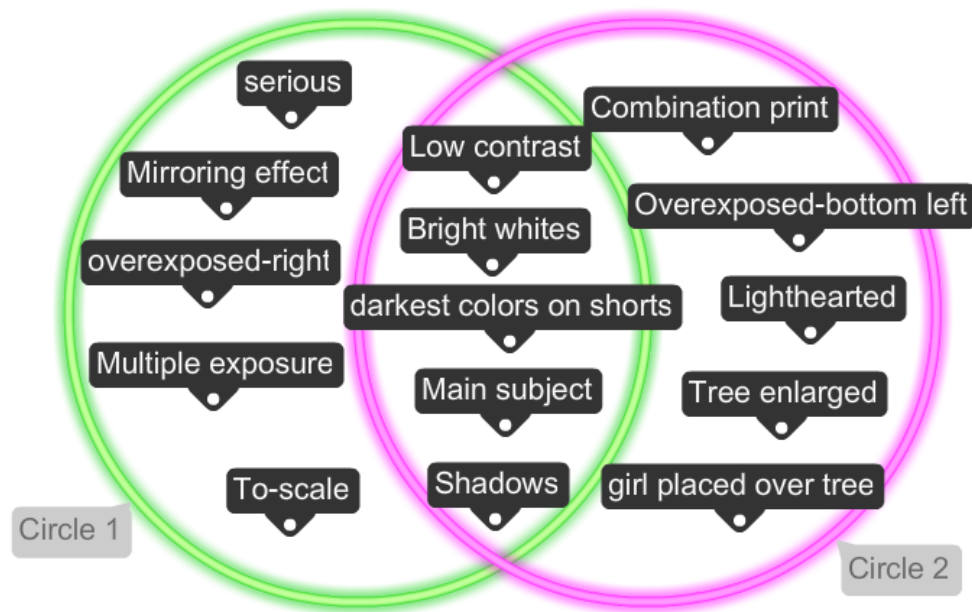 serious
Mirroring effect
overexposed-right
Multiple exposure
To-scale
Circle 1
Low contrast
Bright whites
darkest colors on shorts
Main subject
Shadows
Combination print
Overexposed-bottom left
Lighthearted
Tree enlarged
girl placed over tree
Circle 2